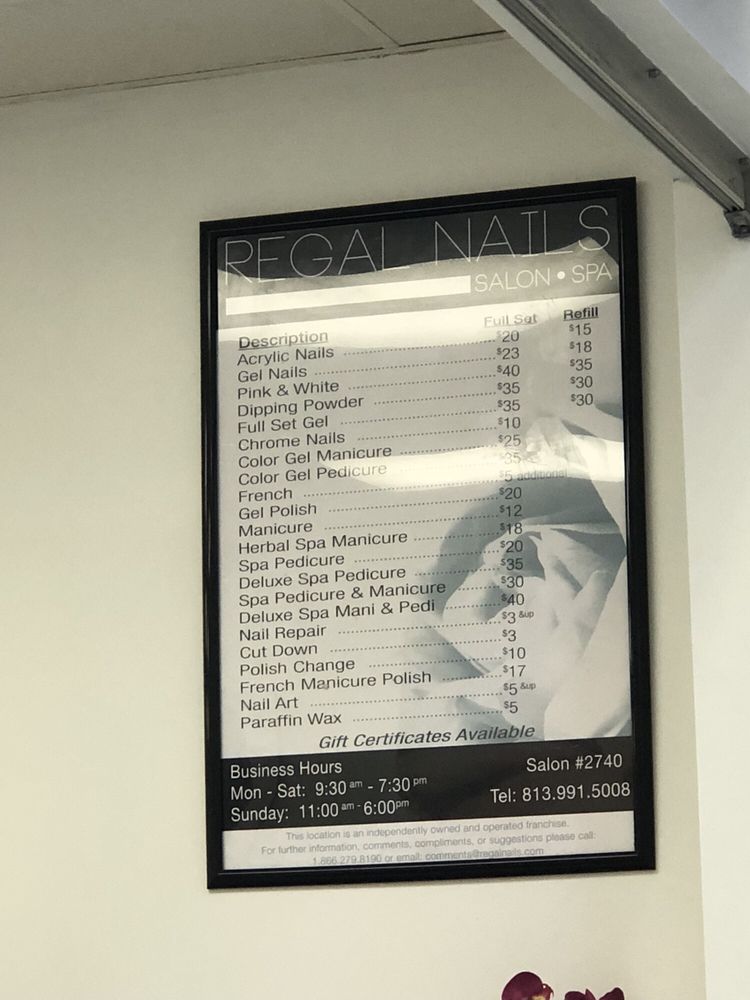 REGAL NAILS
SALON • SPA
Description Full Set Refill
Acrylic Nails $20 $15
Gel Nails $23 $18
Pink & White $40 $35
Dipping Powder $35 $30
Full Set Gel $35 $30
Chrome Nails $10
Color Gel Manicure $25
Color Gel Pedicure $35
French $5 additional
Gel Polish $20
Manicure $12
Herbal Spa Manicure $18
Spa Pedicure $20
Deluxe Spa Pedicure $35
Spa Pedicure & Manicure $30
Deluxe Spa Mani & Pedi $40
Nail Repair $3 &up
Cut Down $3
Polish Change $10
French Manicure Polish $17
Nail Art $5 &up
Paraffin Wax $5
Gift Certificates Available
Business Hours Salon #2740
Mon - Sat: 9:30 am - 7:30 pm
Sunday: 11:00 am - 6:00 pm Tel: 813.991.5008
This location is an independently owned and operated franchise.
For further information, comments, compliments, or suggestions please call:
1.866.279.8190 or email: comments@regalnails.com